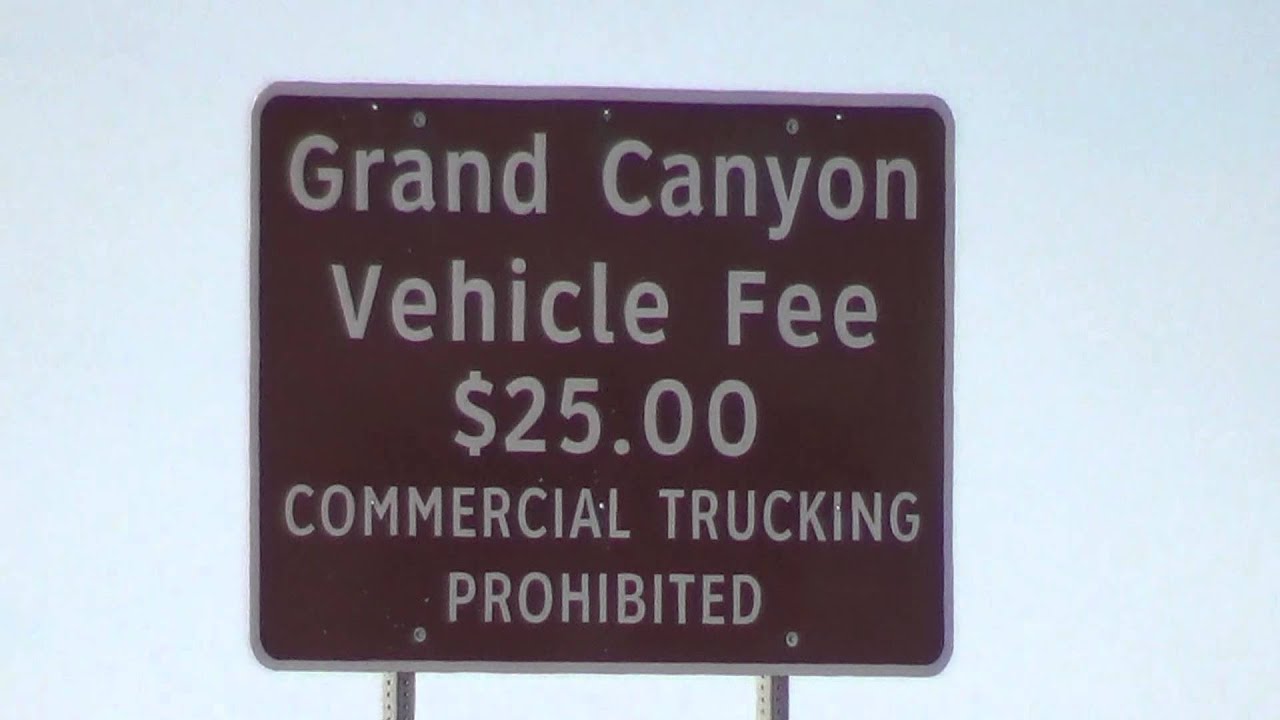 Grand Canyon
Vehicle Fee
$25.00
COMMERCIAL TRUCKING
PROHIBITED